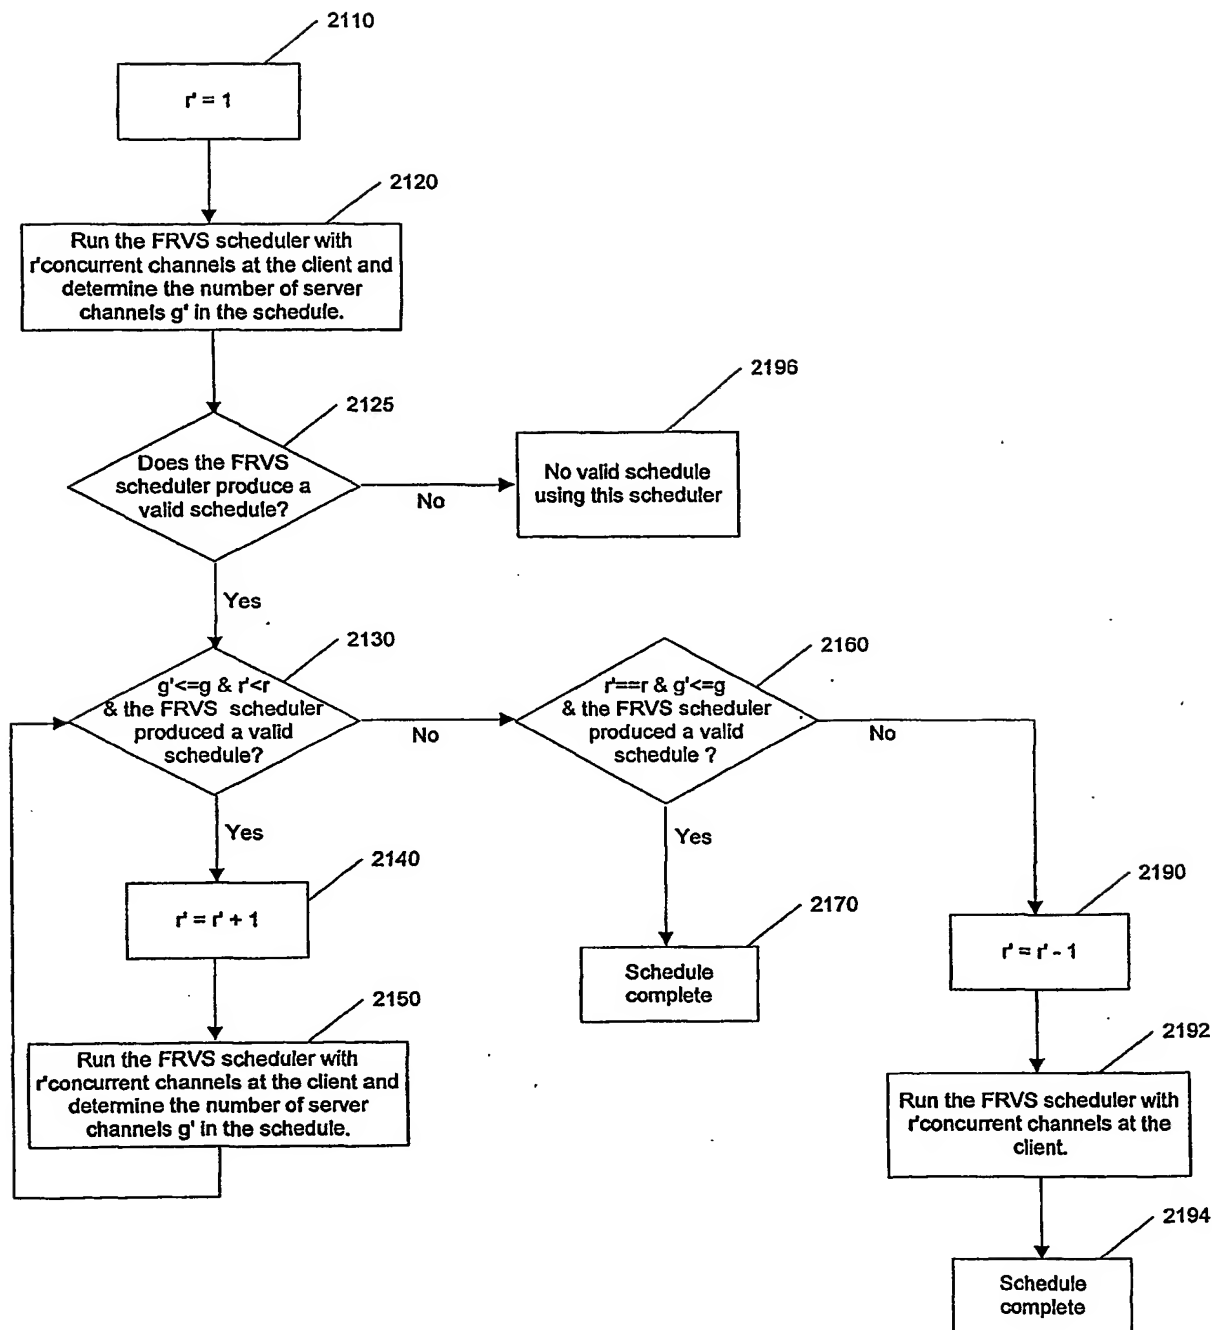 2110
r' = 1
2120
Run the FRVS scheduler with
r'concurrent channels at the client and
determine the number of server
channels g' in the schedule.
2196
2125
Does the FRVS
scheduler produce a
valid schedule?
No valid schedule
using this scheduler
No
Yes
2130
2160
g'<=g & r'<r
& the FRVS scheduler
produced a valid
schedule?
r'==r & g'<=g
& the FRVS scheduler
produced a valid
schedule ?
No
No
Yes
Yes
2140
r' = r' + 1
2170
Schedule
complete
2190
r' = r' - 1
2150
Run the FRVS scheduler with
r'concurrent channels at the client and
determine the number of server
channels g' in the schedule.
2192
Run the FRVS scheduler with
r'concurrent channels at the
client.
2194
Schedule
complete